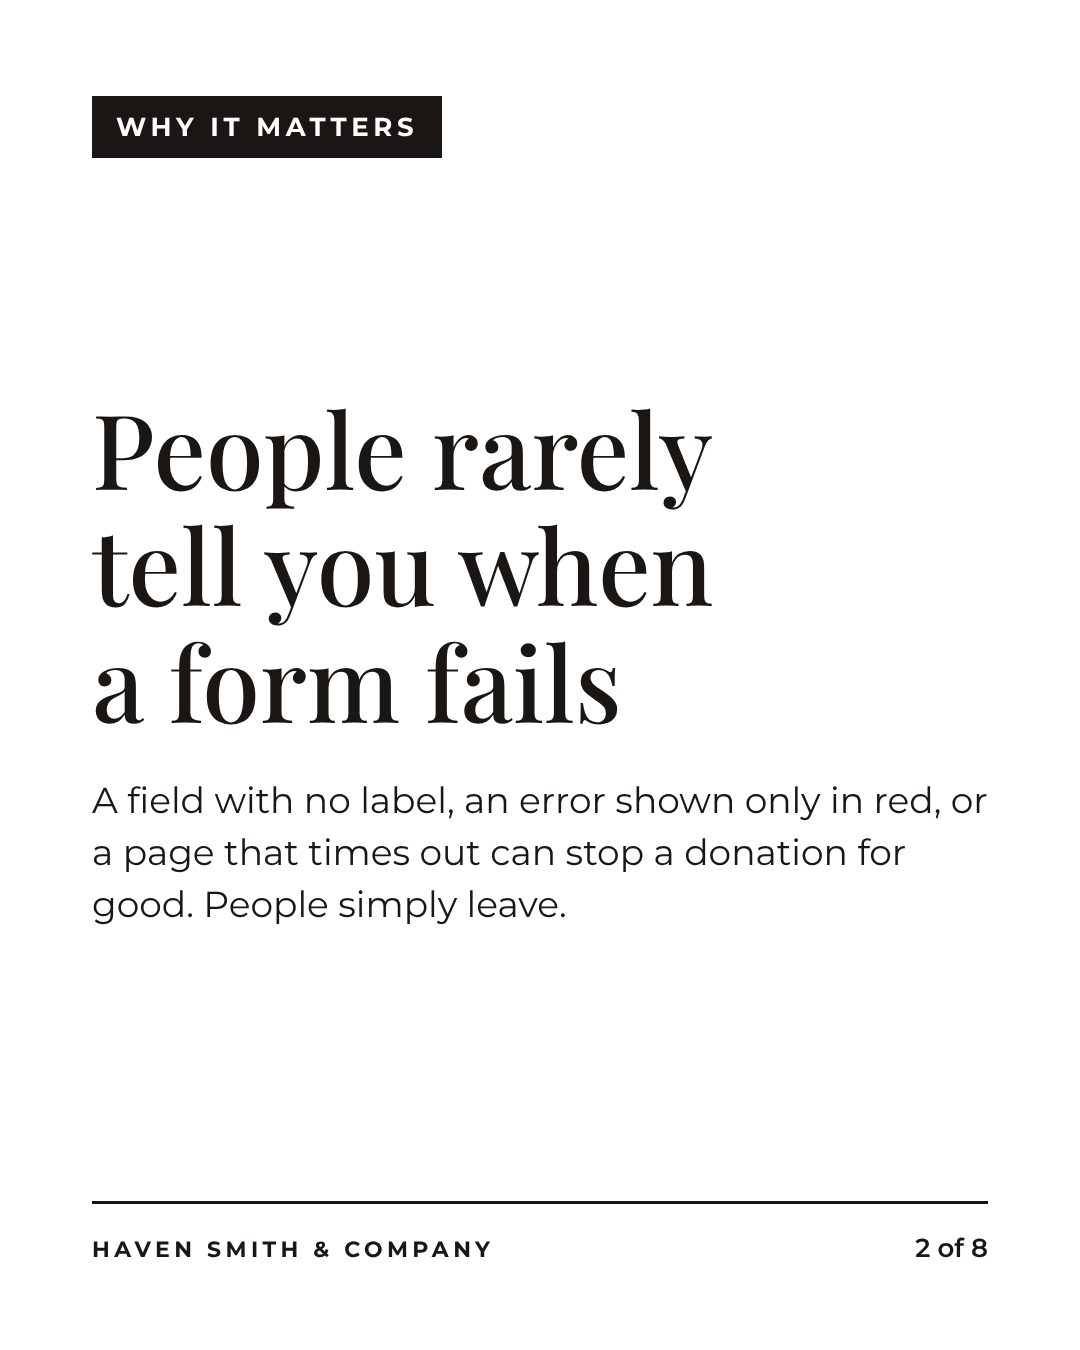 WHY IT MATTERS
People rarely
tell you when
a form fails
A field with no label, an error shown only in red, or
a page that times out can stop a donation for
good. People simply leave.
HAVEN SMITH & COMPANY
2 of 8